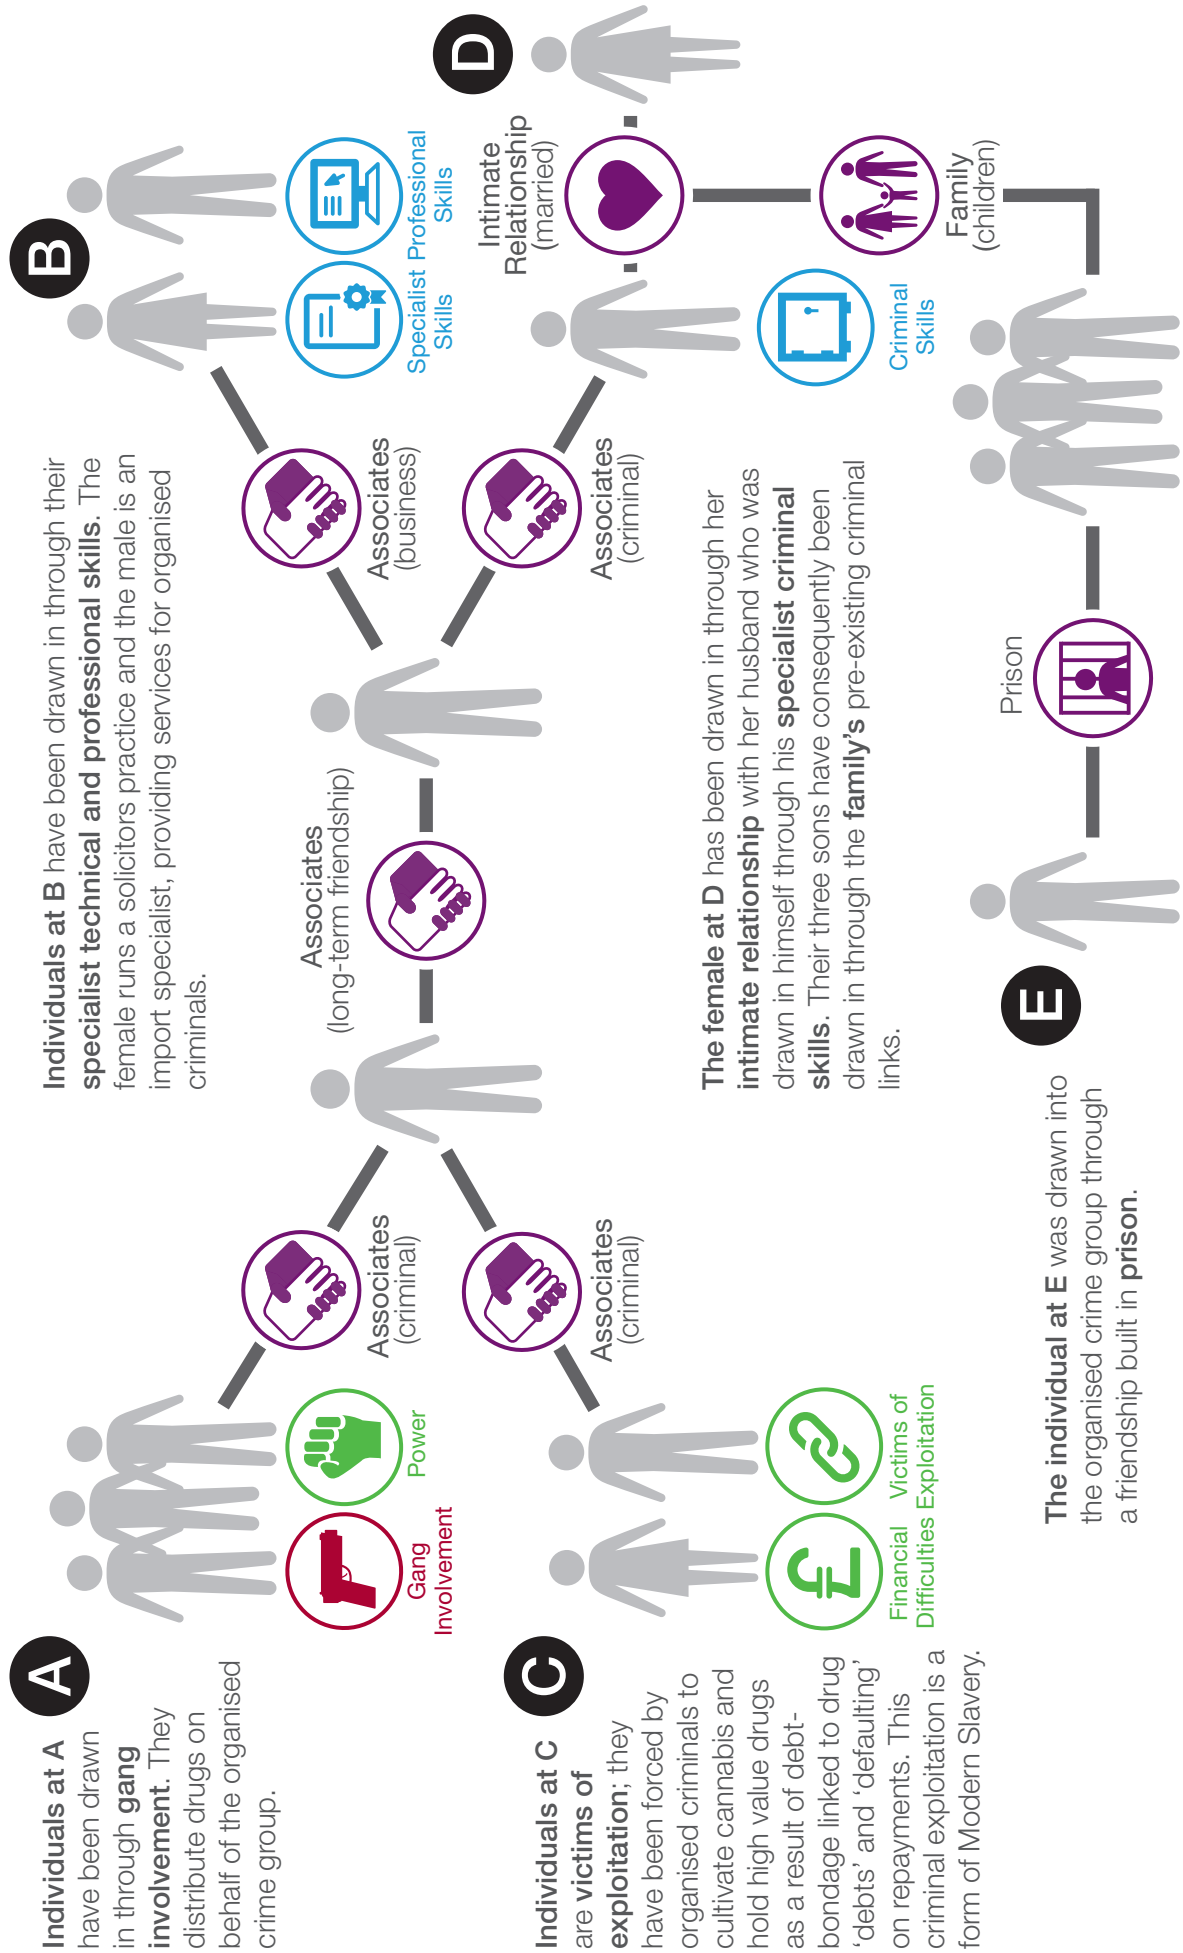 A
Individuals at A
have been drawn
in through gang
involvement. They
distribute drugs on
behalf of the organised
crime group.
Gang
Involvement
Power
Associates
(criminal)
B
Individuals at B have been drawn in through their
specialist technical and professional skills. The
female runs a solicitors practice and the male is an
import specialist, providing services for organised
criminals.
Associates
(business)
Specialist
Skills
Professional
Skills
Associates
(long-term friendship)
C
Individuals at C
are victims of
exploitation; they
have been forced by
organised criminals to
cultivate cannabis and
hold high value drugs
as a result of debt-
bondage linked to drug
‘debts’ and ‘defaulting’
on repayments. This
criminal exploitation is a
form of Modern Slavery.
Financial
Difficulties
Victims of
Exploitation
Associates
(criminal)
Associates
(criminal)
D
Intimate
Relationship
(married)
Criminal
Skills
Family
(children)
The female at D has been drawn in through her
intimate relationship with her husband who was
drawn in himself through his specialist criminal
skills. Their three sons have consequently been
drawn in through the family’s pre-existing criminal
links.
E
The individual at E was drawn into
the organised crime group through
a friendship built in prison.
Prison